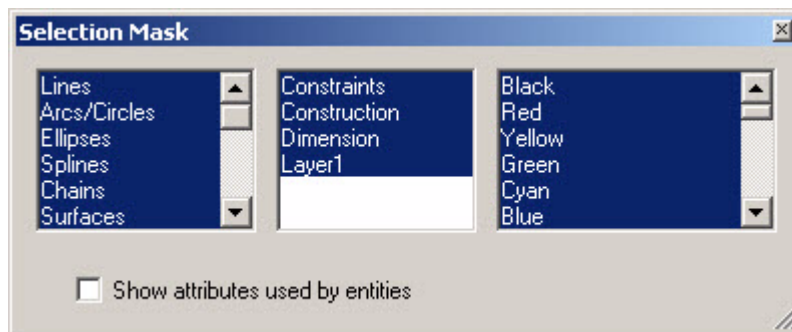 Selection Mask
Lines
Arcs/Circles
Ellipses
Splines
Chains
Surfaces
Constraints
Construction
Dimension
Layer1
Black
Red
Yellow
Green
Cyan
Blue
Show attributes used by entities